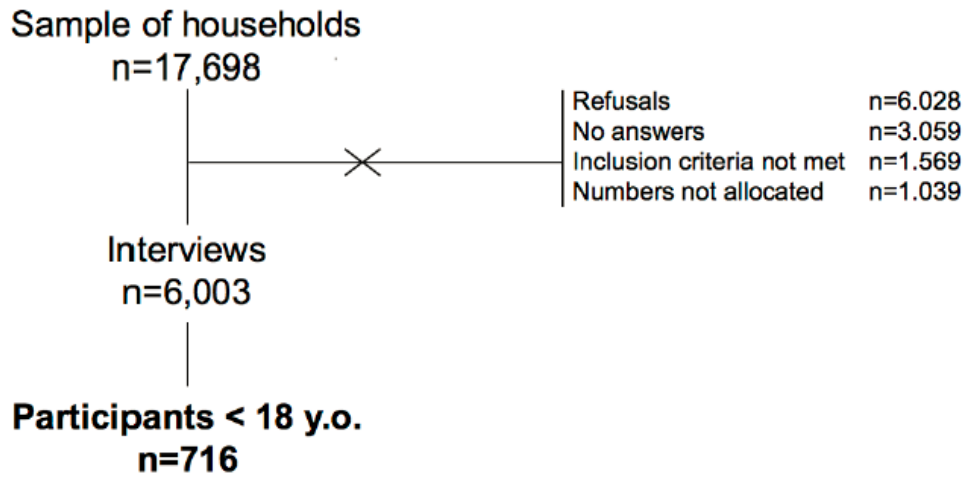 Sample of households
n=17,698
Refusals n=6.028
No answers n=3.059
Inclusion criteria not met n=1.569
Numbers not allocated n=1.039
Interviews
n=6,003
Participants < 18 y.o.
n=716